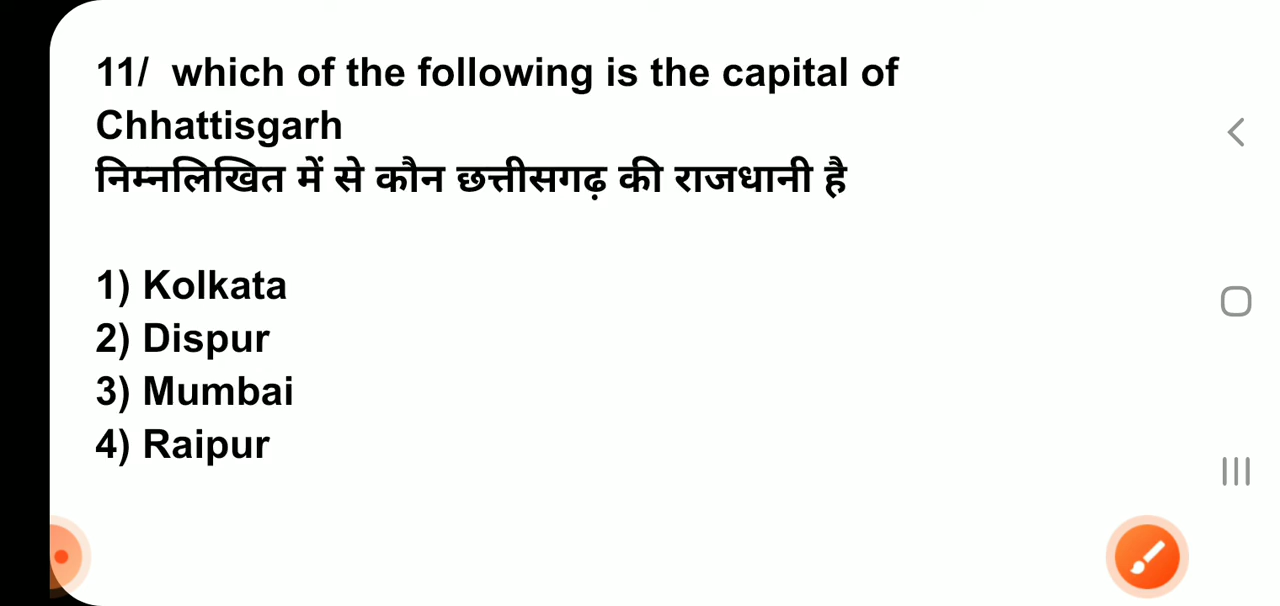 11/ which of the following is the capital of
Chhattisgarh
निम्नलिखित में से कौन छत्तीसगढ़ की राजधानी है
1) Kolkata
2) Dispur
3) Mumbai
4) Raipur